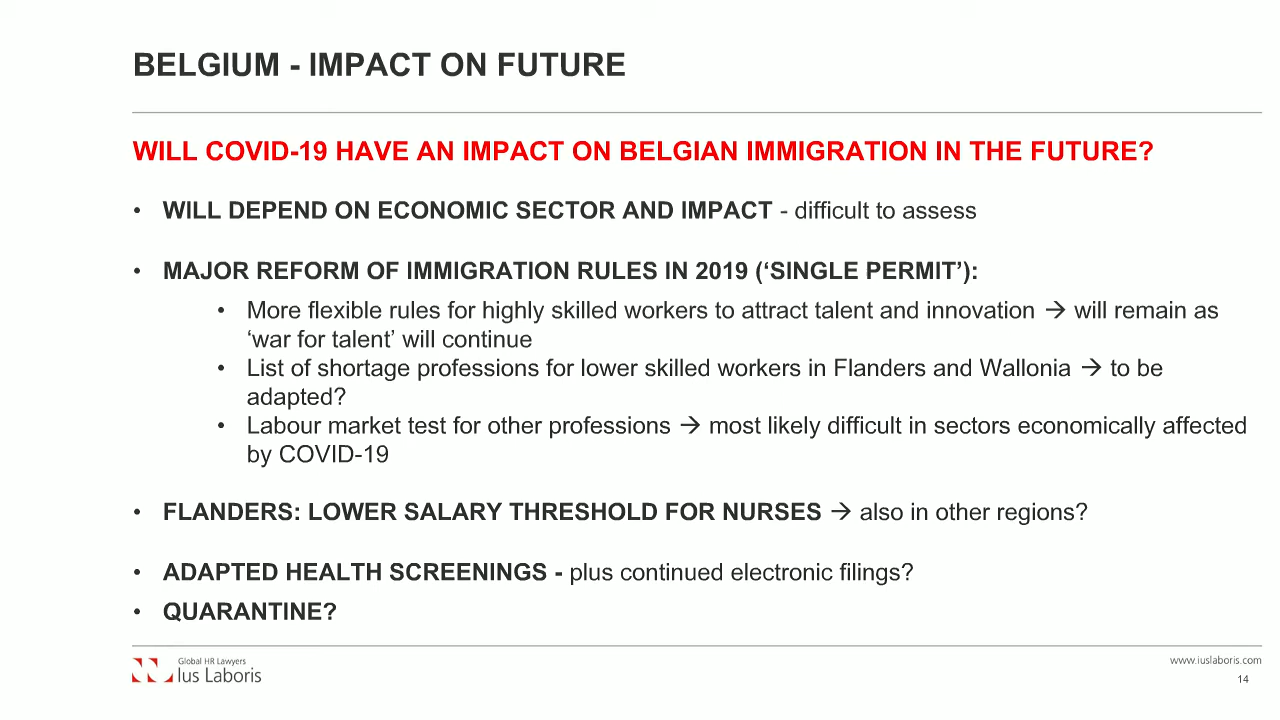 BELGIUM - IMPACT ON FUTURE
WILL COVID-19 HAVE AN IMPACT ON BELGIAN IMMIGRATION IN THE FUTURE?
• WILL DEPEND ON ECONOMIC SECTOR AND IMPACT - difficult to assess
• MAJOR REFORM OF IMMIGRATION RULES IN 2019 (‘SINGLE PERMIT’):
• More flexible rules for highly skilled workers to attract talent and innovation → will remain as
‘war for talent’ will continue
• List of shortage professions for lower skilled workers in Flanders and Wallonia → to be
adapted?
• Labour market test for other professions → most likely difficult in sectors economically affected
by COVID-19
• FLANDERS: LOWER SALARY THRESHOLD FOR NURSES → also in other regions?
• ADAPTED HEALTH SCREENINGS - plus continued electronic filings?
• QUARANTINE?
Global HR Lawyers
Ius Laboris
www.iuslaboris.com
14